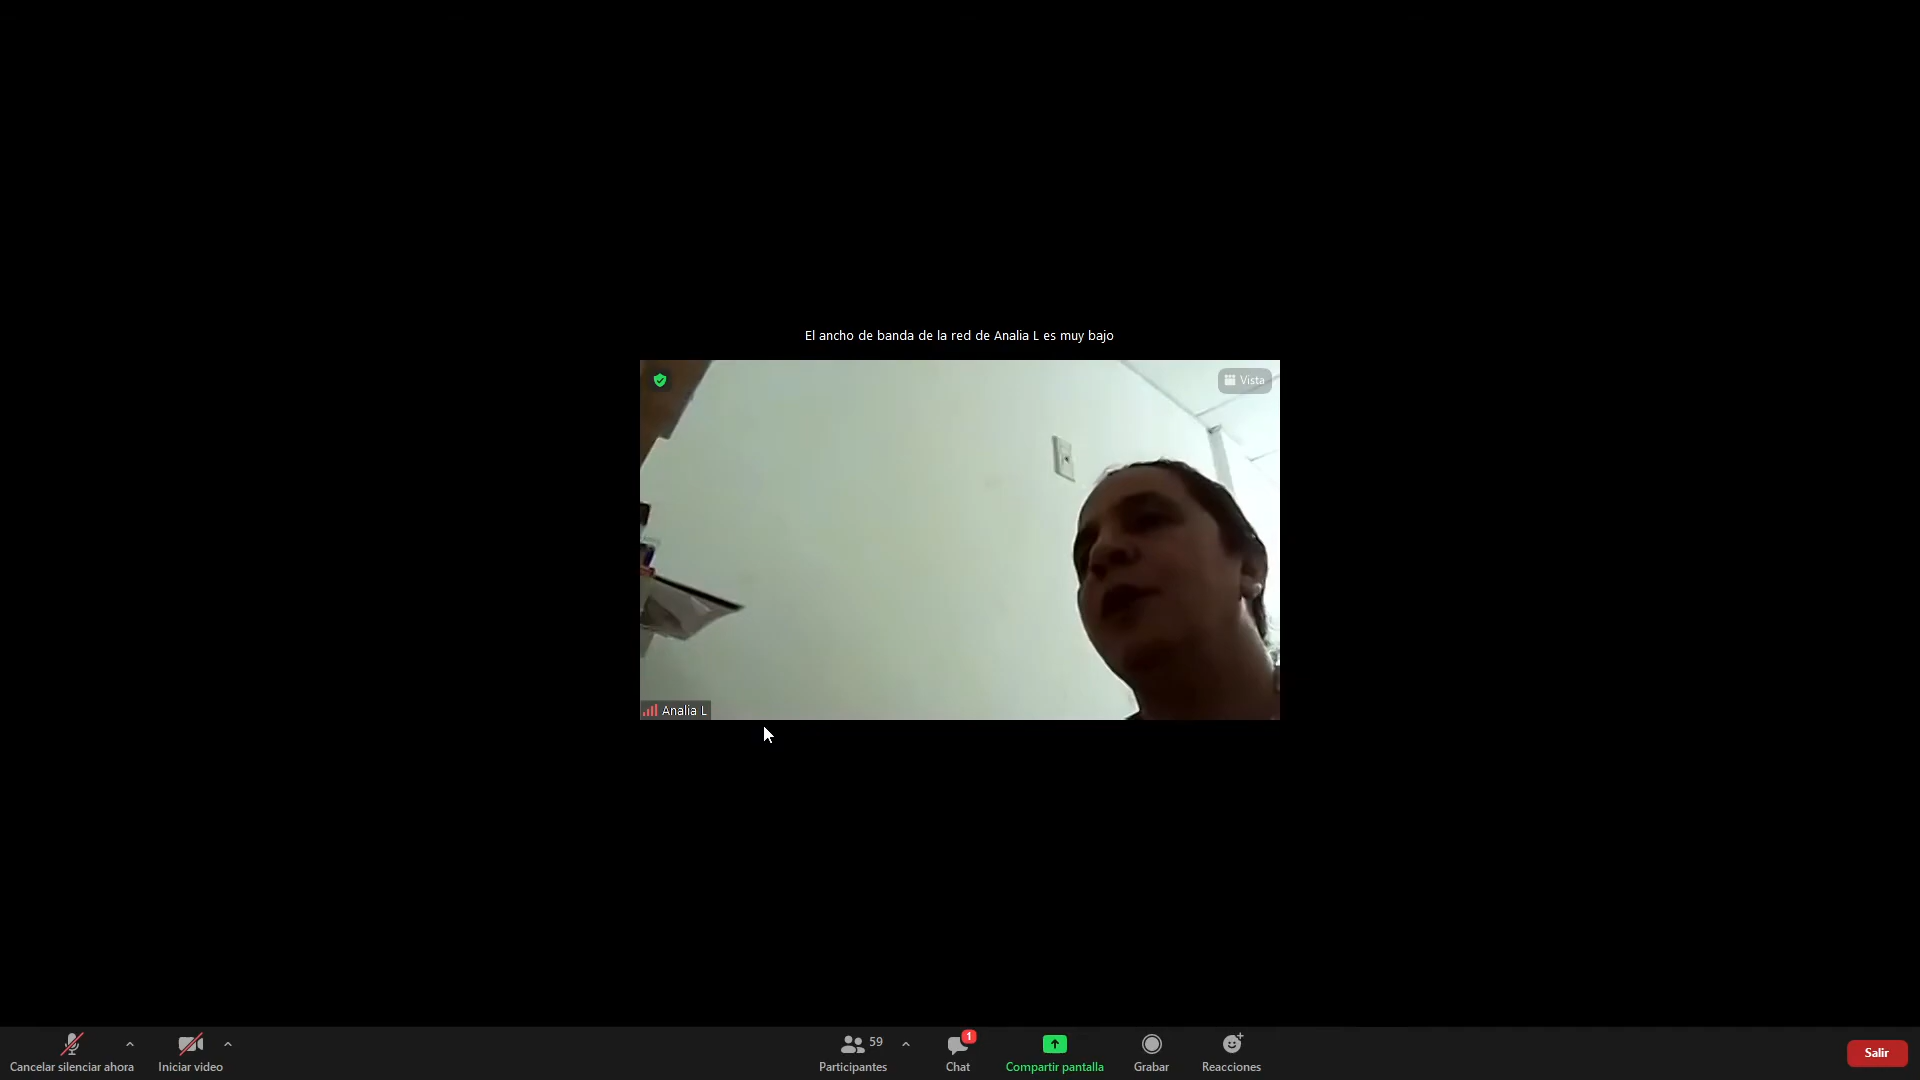 El ancho de banda de la red de Analia L es muy bajo
Vista
Analia L
Cancelar silenciar ahora
Iniciar video
59
Participantes
1
Chat
Compartir pantalla
Grabar
Reacciones
Salir